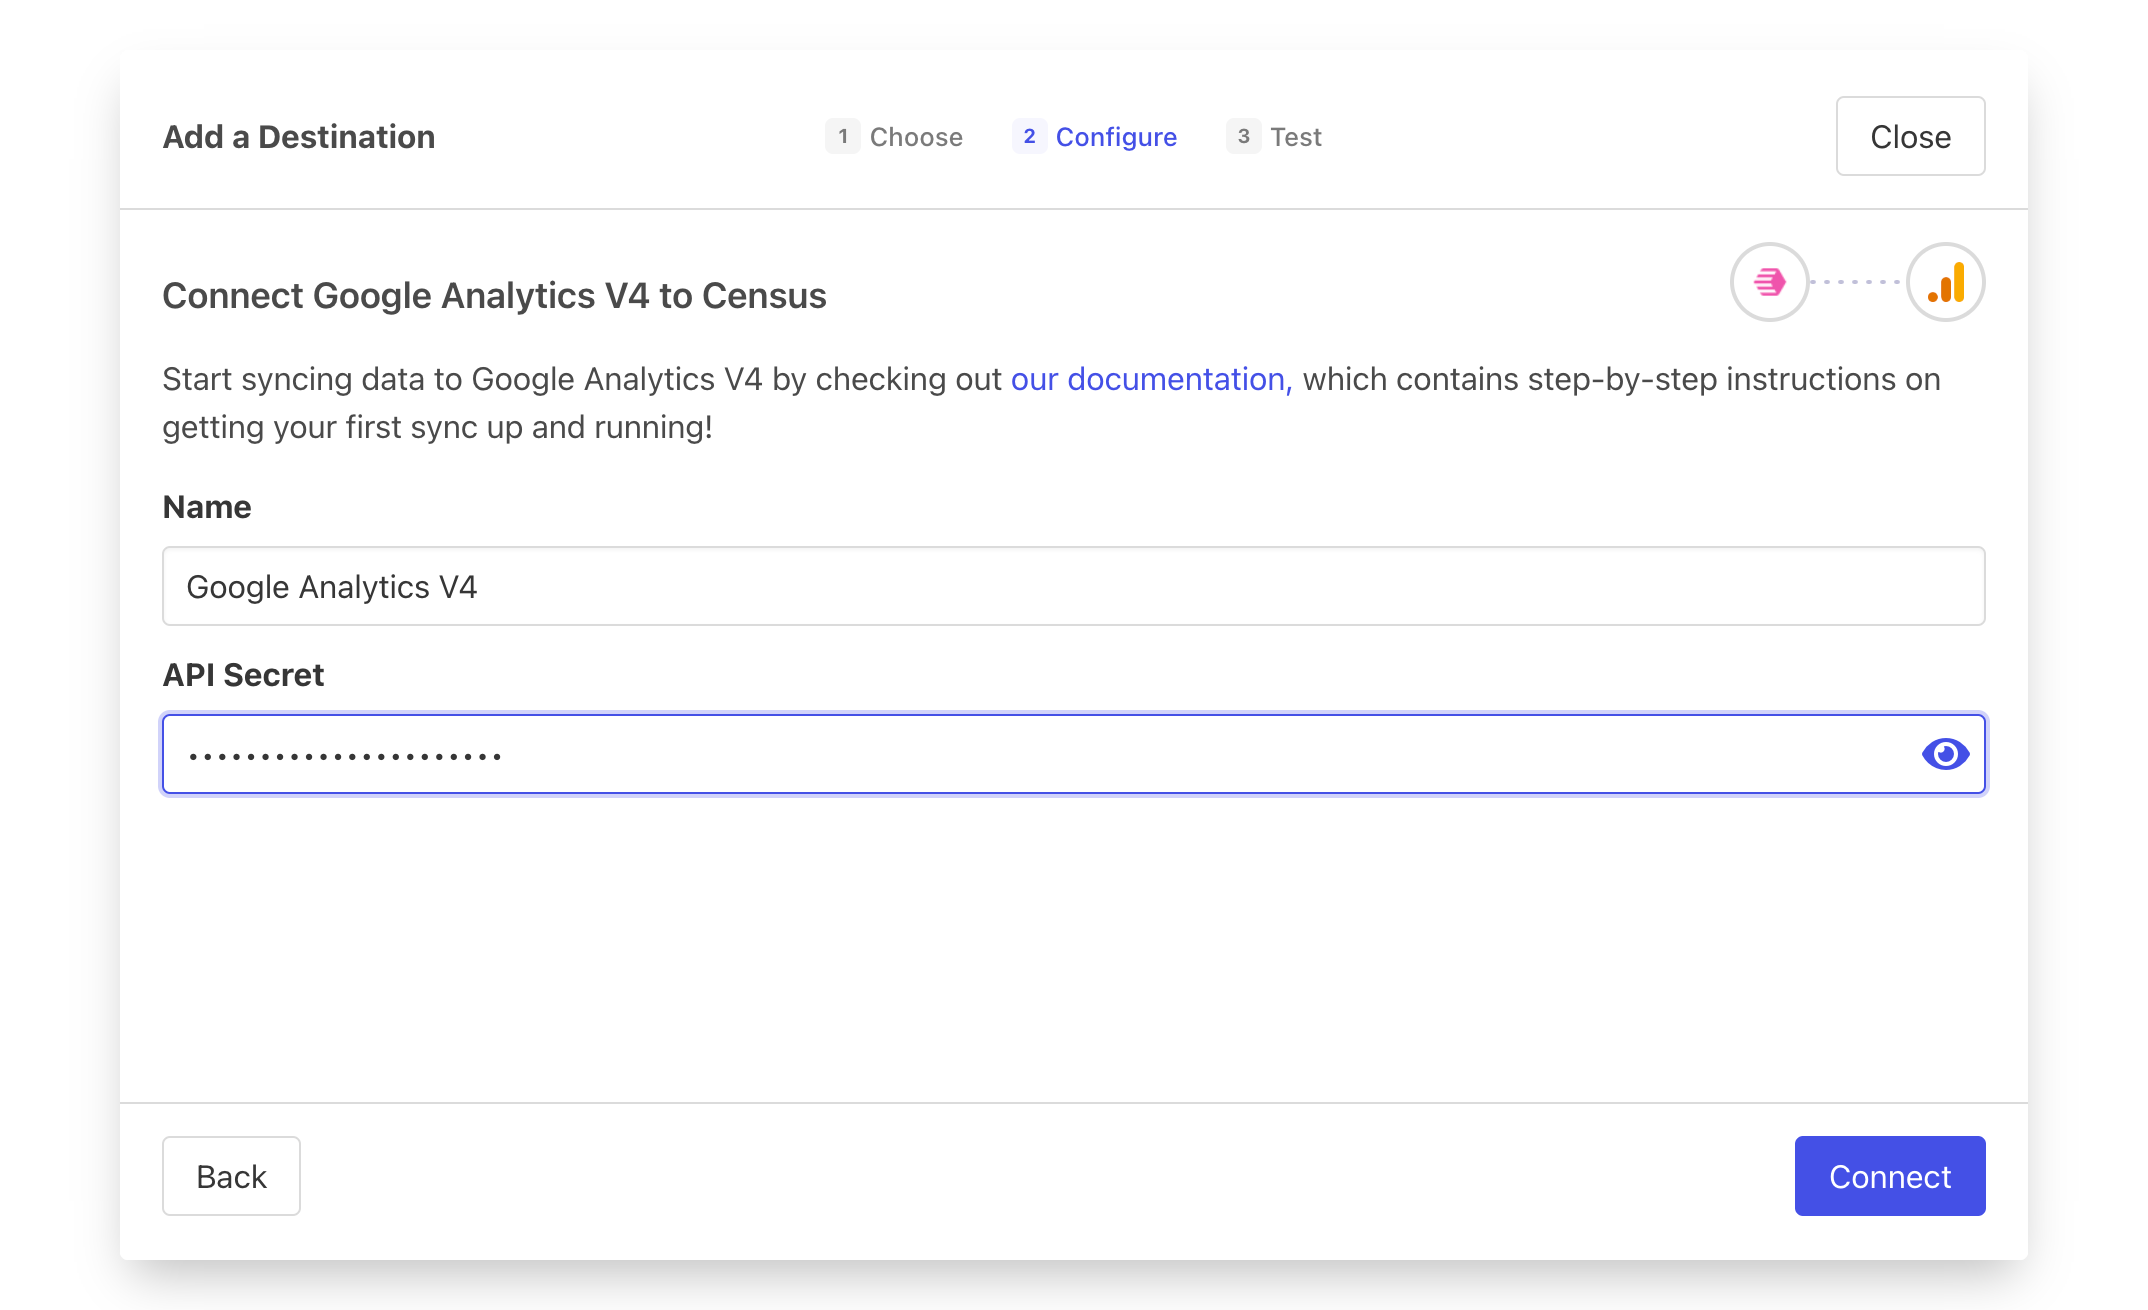 Add a Destination
1 Choose 2 Configure 3 Test
Close
Connect Google Analytics V4 to Census
Start syncing data to Google Analytics V4 by checking out our documentation, which contains step-by-step instructions on
getting your first sync up and running!
Name
Google Analytics V4
API Secret
••••••••••••••••••••••
Back
Connect